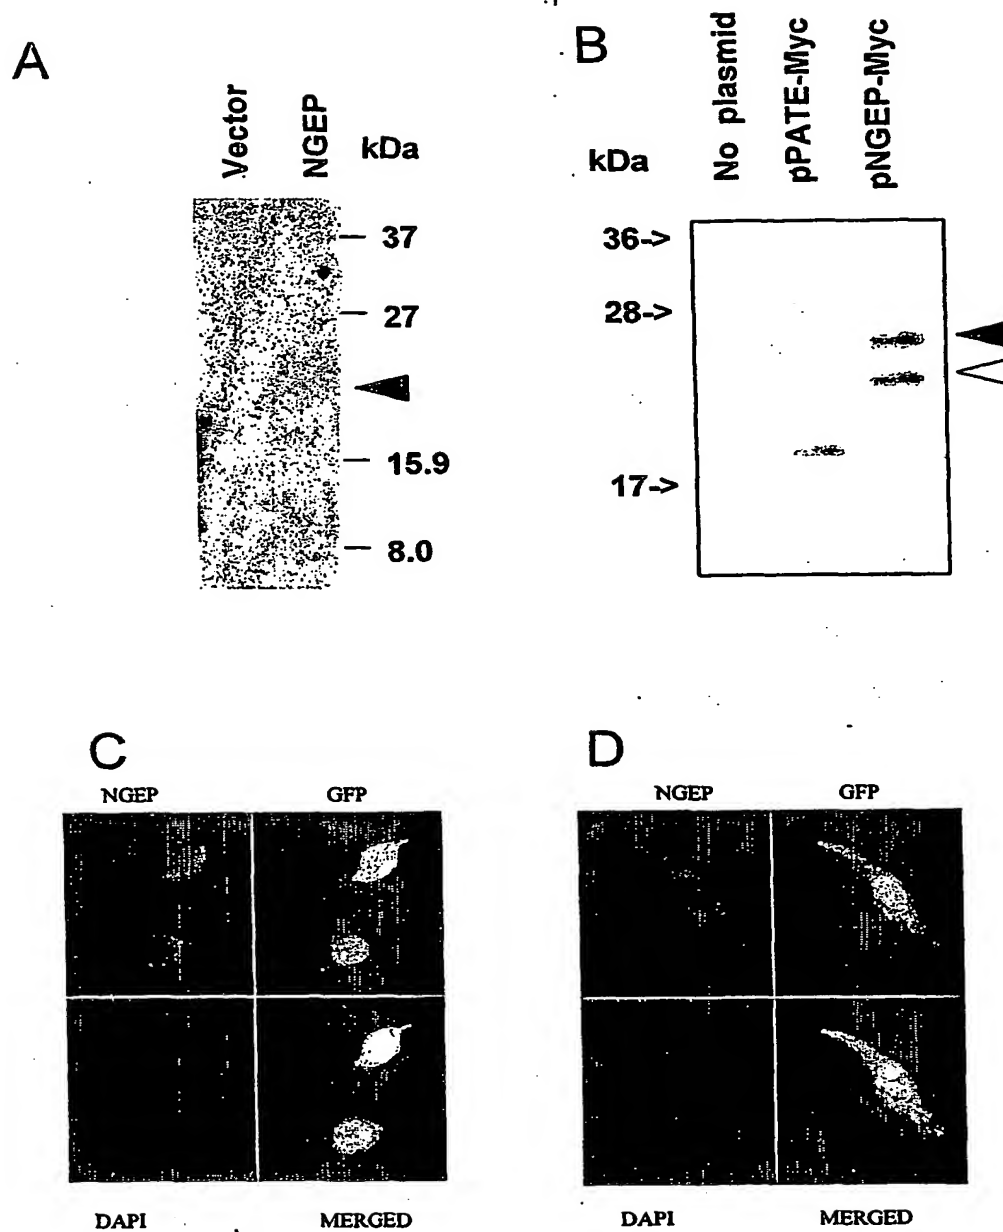 A
Vector
NGEP
kDa
37
27
15.9
8.0
B
No plasmid
pPATE-Myc
pNGEP-Myc
kDa
36->
28->
17->
C
NGEP
GFP
DAPI
MERGED
D
NGEP
GFP
DAPI
MERGED